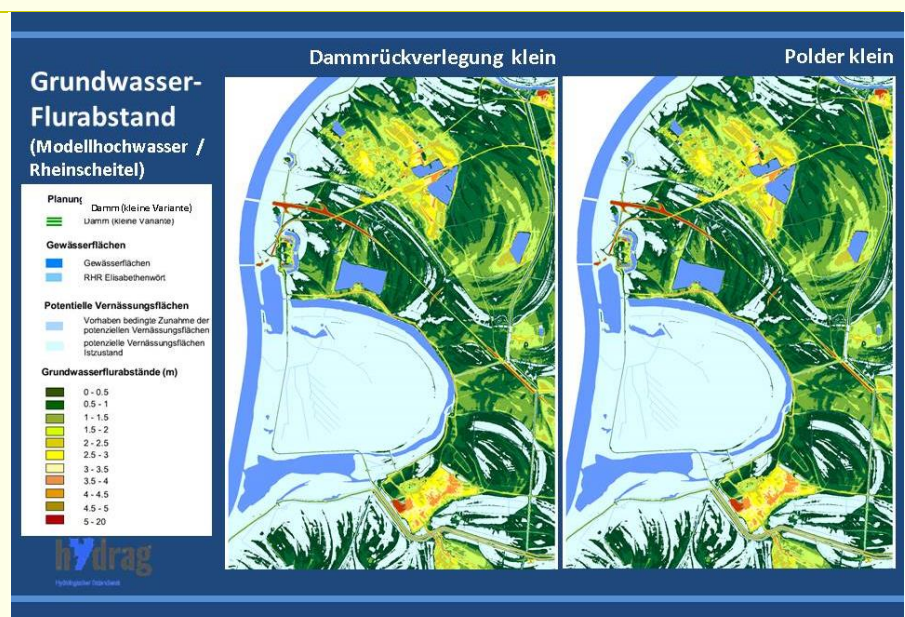 Dammrückverlegung klein
Polder klein
Grundwasser-
Flurabstand
(Modellhochwasser /
Rheinscheitel)
Planung
Damm (kleine Variante)
Damm (kleine Variante)
Gewässerflächen
Gewässerflächen
RHR Elisabethenwört
Potentielle Vernässungsflächen
Vorhaben bedingte Zunahme der
potenziellen Vernässungsflächen
potenzielle Vernässungsflächen
Istzustand
Grundwasserflurabstände (m)
0 - 0.5
0.5 - 1
1 - 1.5
1.5 - 2
2 - 2.5
2.5 - 3
3 - 3.5
3.5 - 4
4 - 4.5
4.5 - 5
5 - 20
hydrag